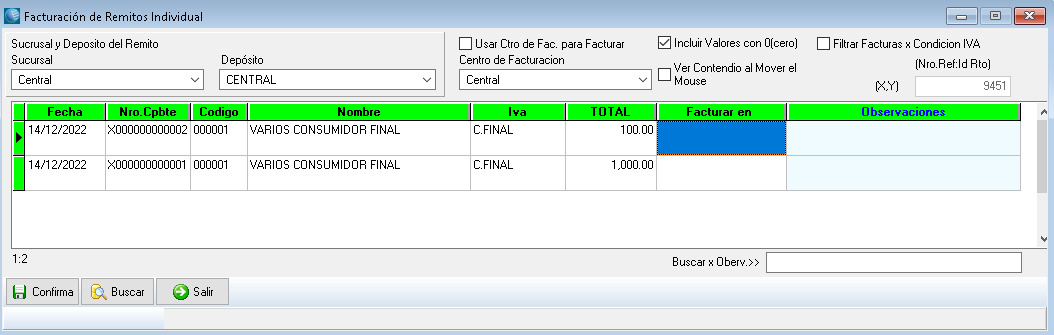 Facturación de Remitos Individual
Sucrusal y Deposito del Remito
Sucursal
Depósito
Central
CENTRAL
Usar Ctro de Fac. para Facturar
Centro de Facturacion
Central
Incluir Valores con 0(cero)
Ver Contendio al Mover el
Mouse
Filtrar Facturas x Condicion IVA
(Nro.Ref:Id Rto)
(X,Y)
9451
Fecha Nro.Cpbte Codigo Nombre Iva TOTAL Facturar en Observaciones
14/12/2022 X000000000002 000001 VARIOS CONSUMIDOR FINAL C.FINAL 100.00
14/12/2022 X000000000001 000001 VARIOS CONSUMIDOR FINAL C.FINAL 1,000.00
1:2
Buscar x Oberv.>>
Confirma Buscar Salir